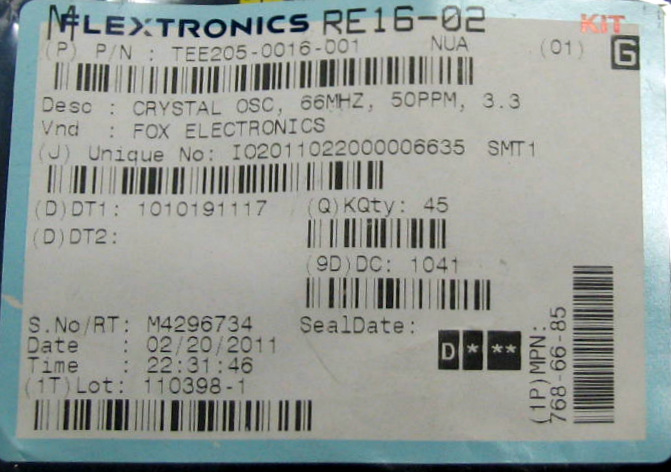 M FLEXTRONICS RE16-02 KIT
(P) P/N : TEE205-0016-001 NUA (01) G
Desc : CRYSTAL OSC, 66MHZ, 50PPM, 3.3
Vnd : FOX ELECTRONICS
(J) Unique No: IO2011022000006635 SMT1
(D)DT1: 1010191117 (Q)KQty: 45
(D)DT2:
(9D)DC: 1041
S.No/RT: M4296734 SealDate:
Date : 02/20/2011 D * **
Time : 22:31:46
(1T)Lot: 110398-1
(1P)MPN:
768-66-85